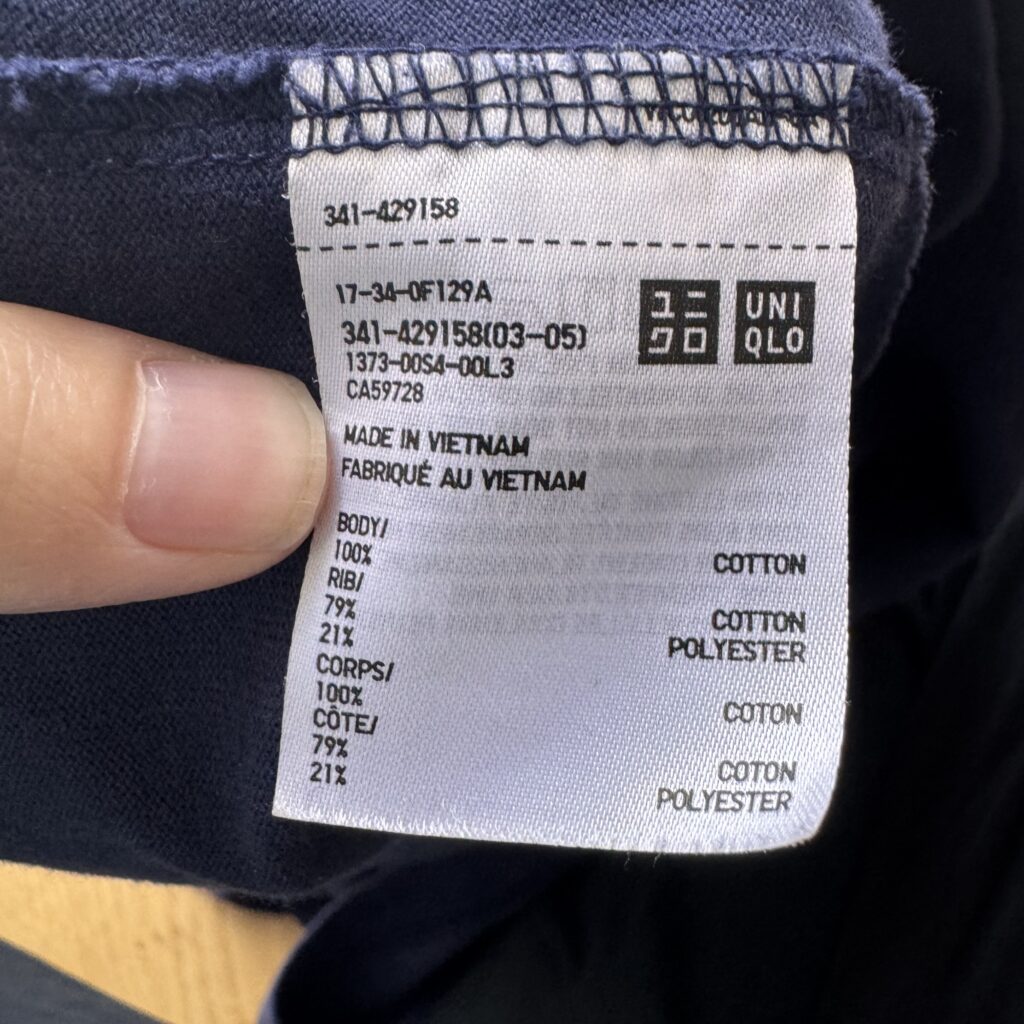 341-429158
17-34-0F129A
341-429158(03-05)
1373-00S4-00L3
CA59728
ユニ
クロ
UNI
QLO
MADE IN VIETNAM
FABRIQUÉ AU VIETNAM
BODY/
100% COTTON
RIB/
79% COTTON
21% POLYESTER
CORPS/
100% COTON
CÔTE/
79% COTON
21% POLYESTER